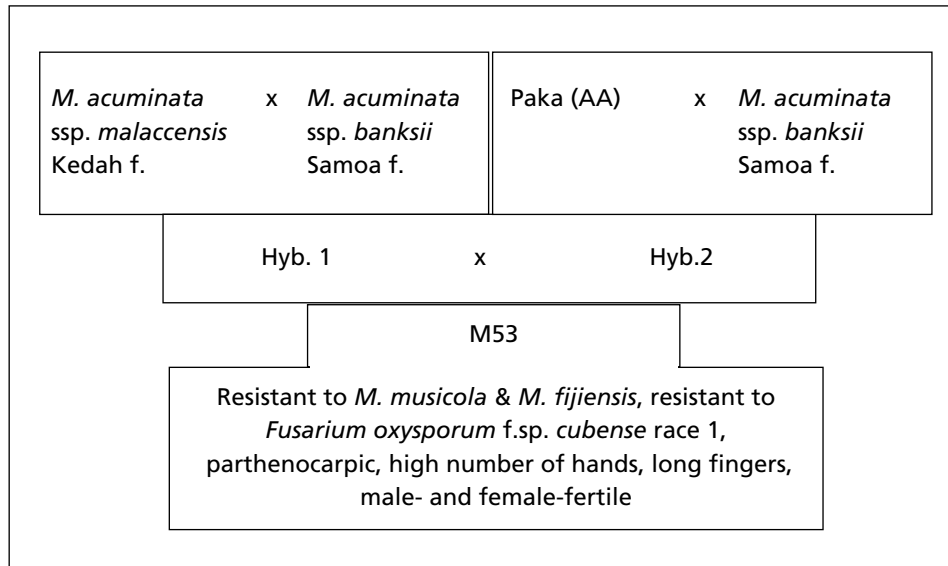 M. acuminata x M. acuminata
ssp. malaccensis ssp. banksii
Kedah f. Samoa f.
Paka (AA) x M. acuminata
ssp. banksii
Samoa f.
Hyb. 1 x Hyb.2
M53
Resistant to M. musicola & M. fijiensis, resistant to
Fusarium oxysporum f.sp. cubense race 1,
parthenocarpic, high number of hands, long fingers,
male- and female-fertile